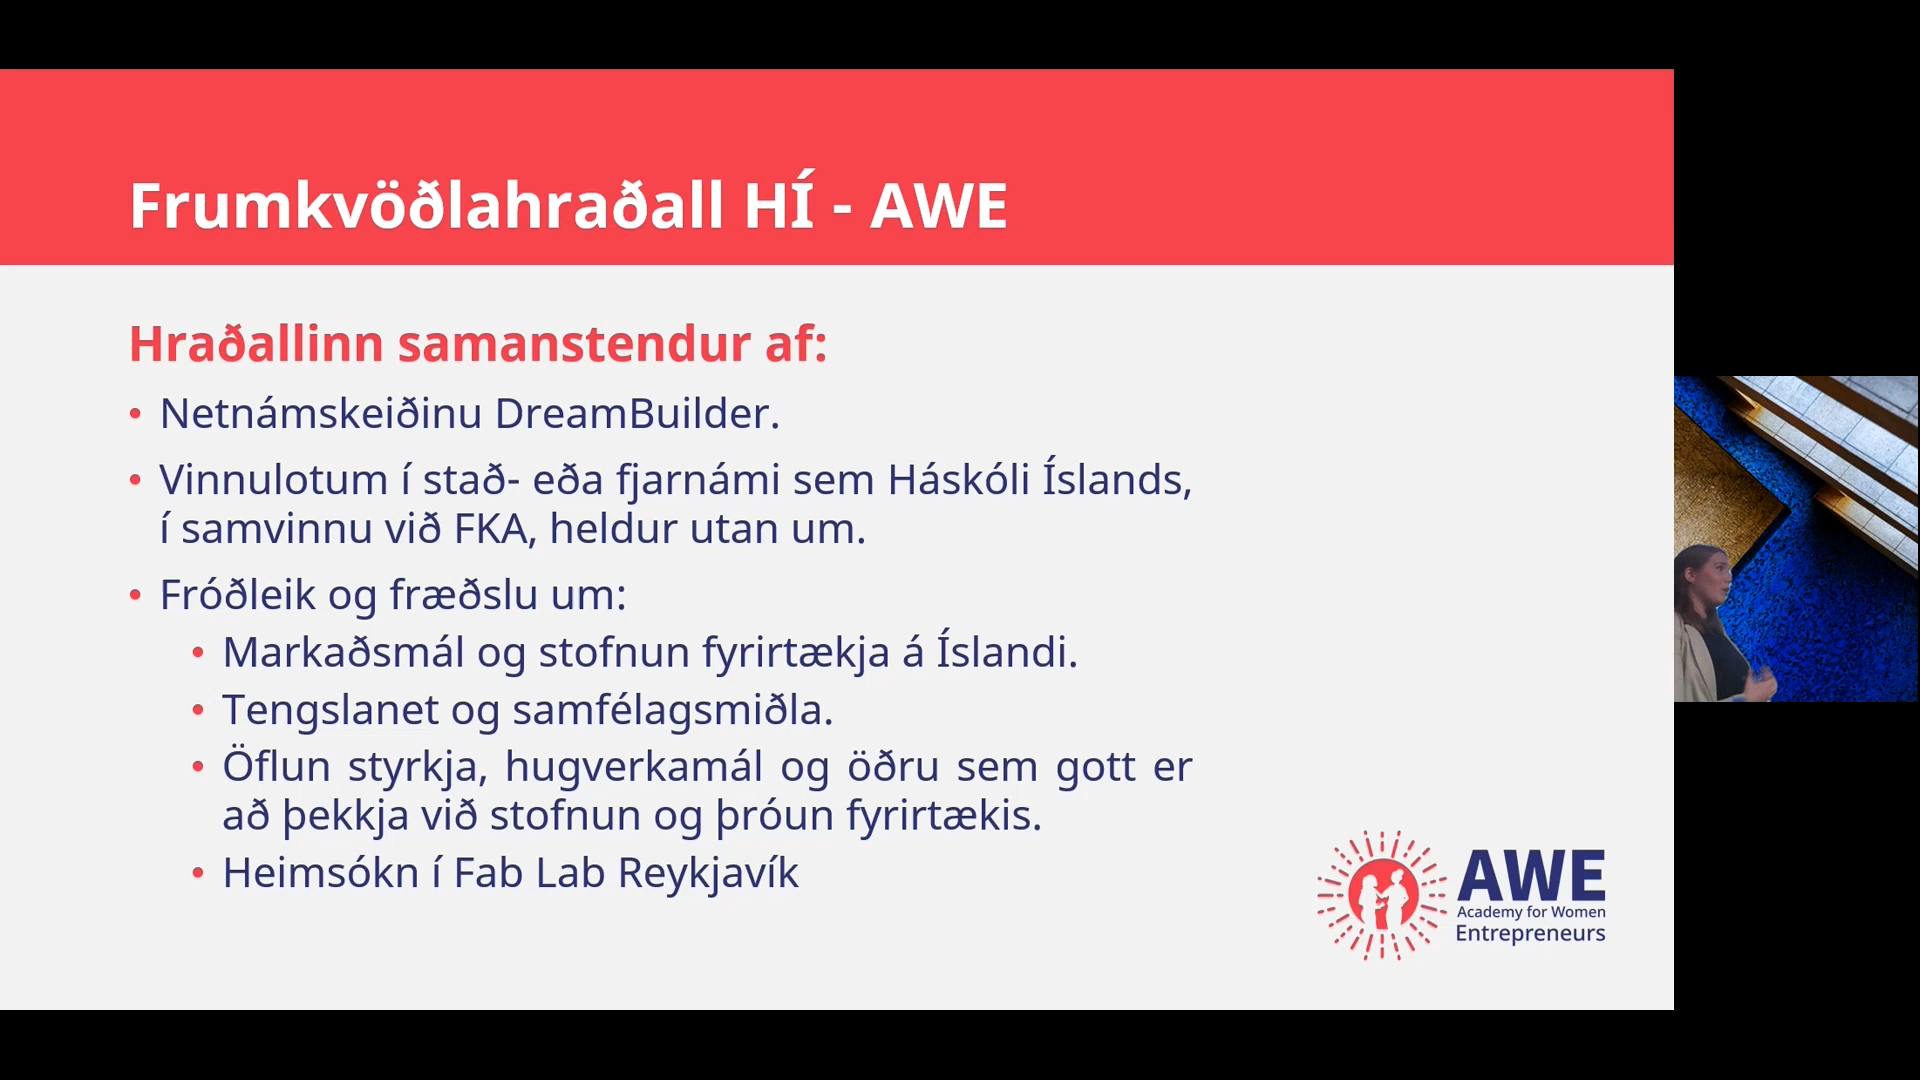 Frumkvöðlahraðall HÍ - AWE
Hraðallinn samanstendur af:
• Netnámskeiðinu DreamBuilder.
• Vinnulotum í stað- eða fjarnámi sem Háskóli Íslands,
í samvinnu við FKA, heldur utan um.
• Fróðleik og fræðslu um:
• Markaðsmál og stofnun fyrirtækja á Íslandi.
• Tengslanet og samfélagsmiðla.
• Öflun styrkja, hugverkamál og öðru sem gott er
að þekkja við stofnun og þróun fyrirtækis.
• Heimsókn í Fab Lab Reykjavík
AWE
Academy for Women
Entrepreneurs